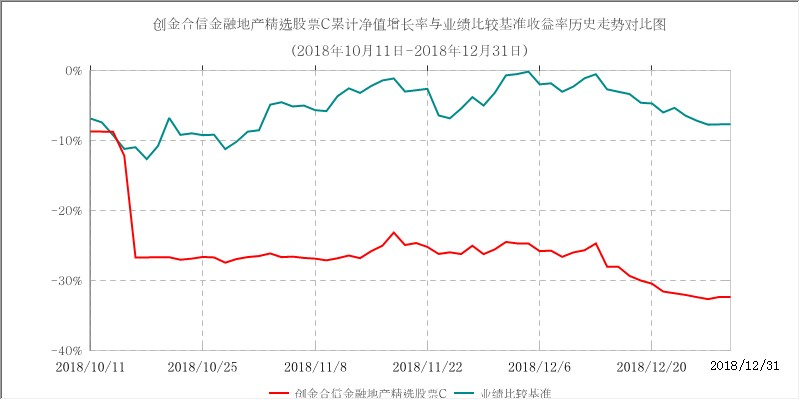 创金合信金融地产精选股票C累计净值增长率与业绩比较基准收益率历史走势对比图
(2018年10月11日-2018年12月31日)
0%
-10%
-20%
-30%
-40%
2018/10/11 2018/10/25 2018/11/8 2018/11/22 2018/12/6 2018/12/20 2018/12/31
创金合信金融地产精选股票C 业绩比较基准